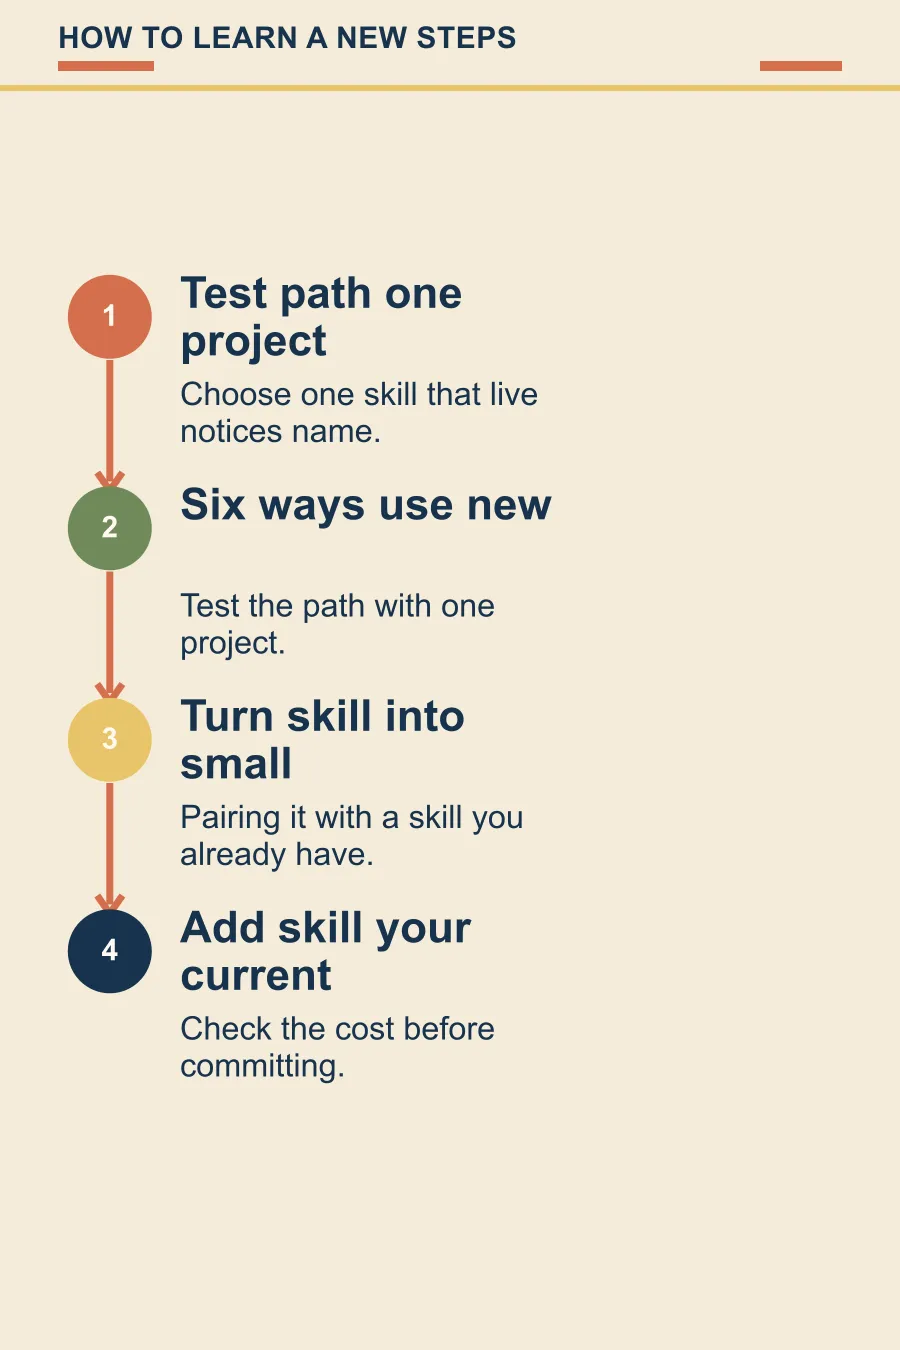 HOW TO LEARN A NEW STEPS
1
Test path one
project
Choose one skill that live
notices name.
2
Six ways use new
Test the path with one
project.
3
Turn skill into
small
Pairing it with a skill you
already have.
4
Add skill your
current
Check the cost before
committing.